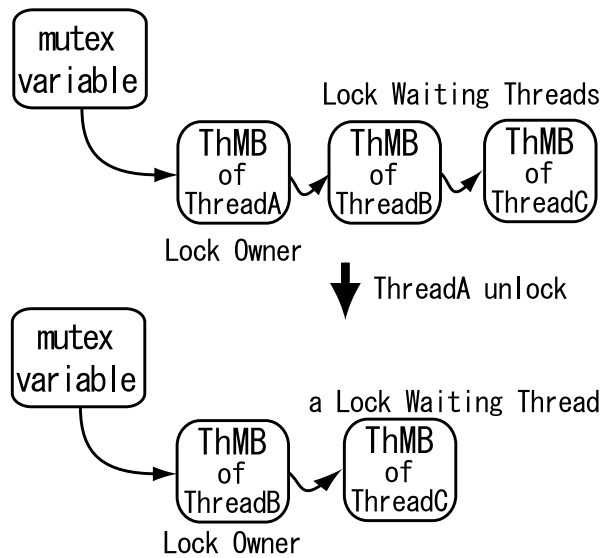 mutex
variable
Lock Waiting Threads
ThMB
of
ThreadA
ThMB
of
ThreadB
ThMB
of
ThreadC
Lock Owner
ThreadA unlock
mutex
variable
a Lock Waiting Thread
ThMB
of
ThreadB
ThMB
of
ThreadC
Lock Owner